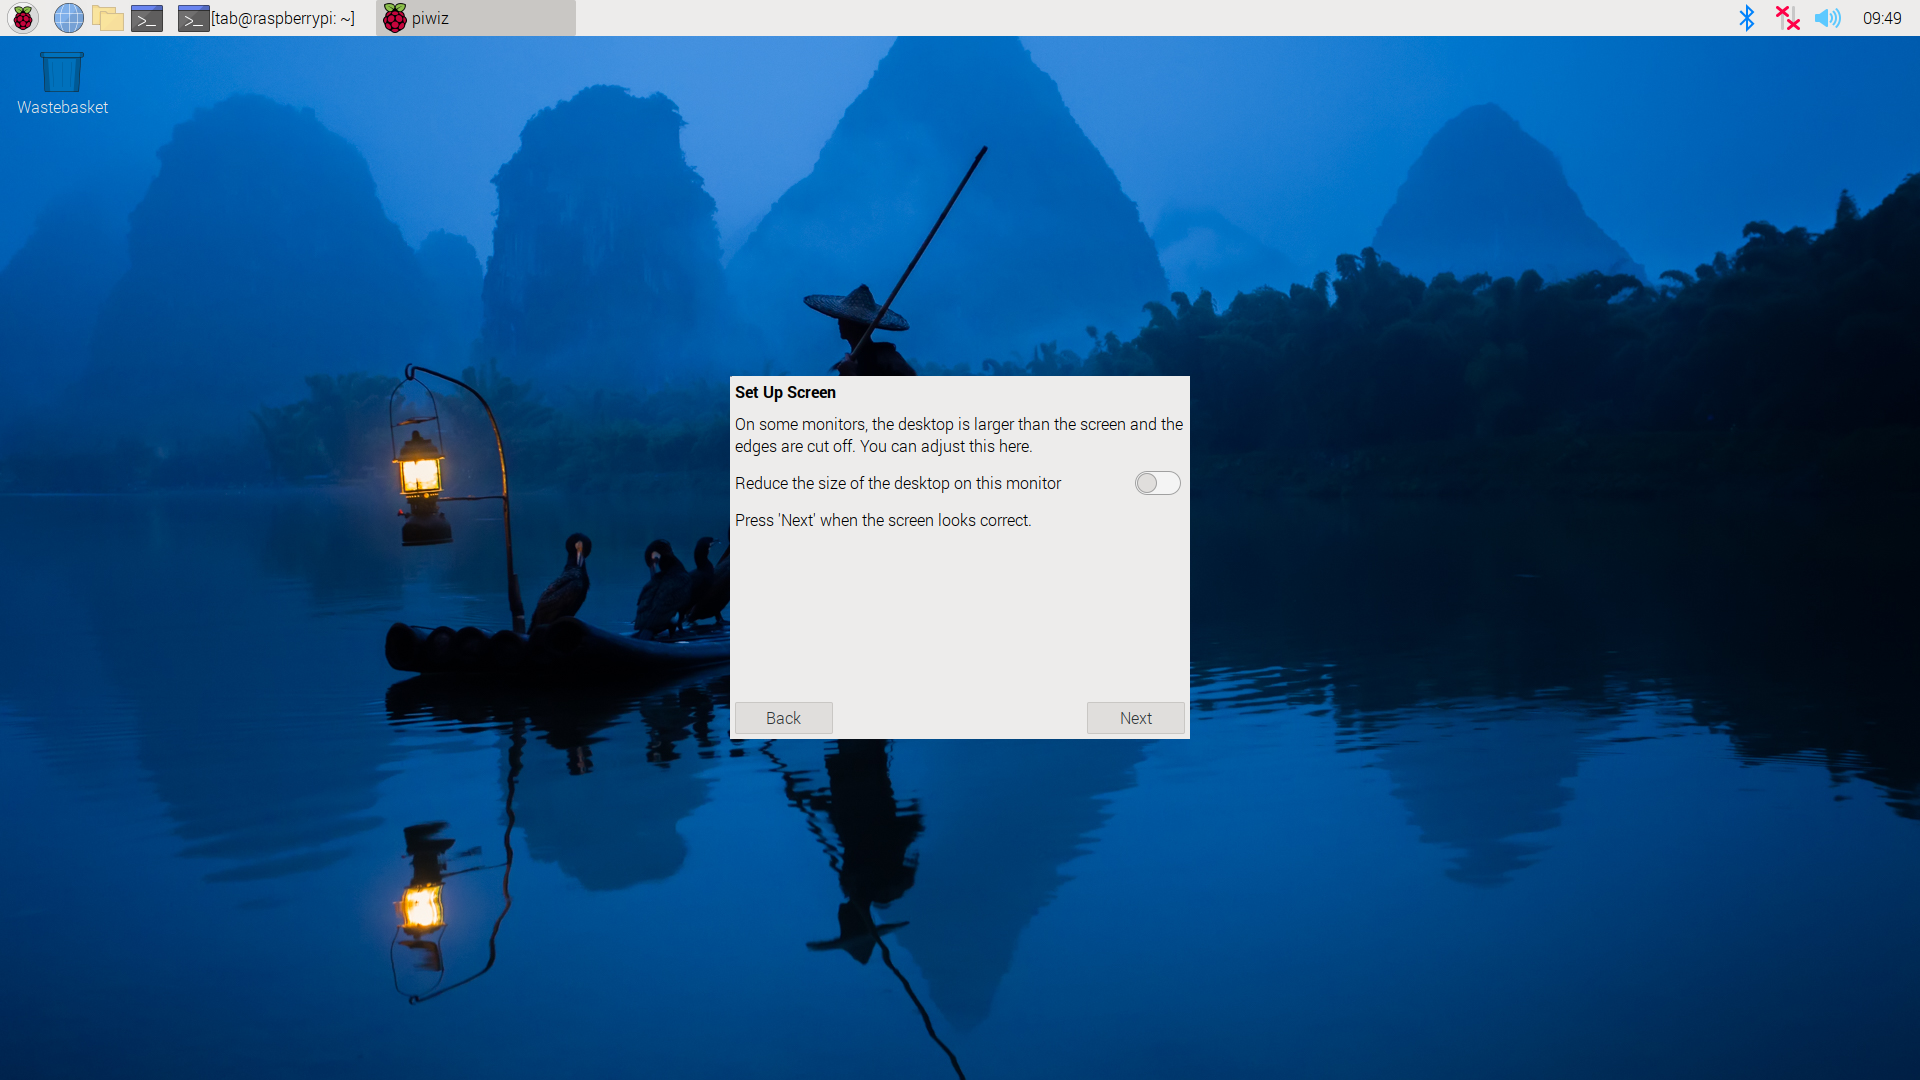 [tab@raspberrypi: ~]
piwiz
09:49
Wastebasket
Set Up Screen
On some monitors, the desktop is larger than the screen and the
edges are cut off. You can adjust this here.
Reduce the size of the desktop on this monitor
Press 'Next' when the screen looks correct.
Back
Next